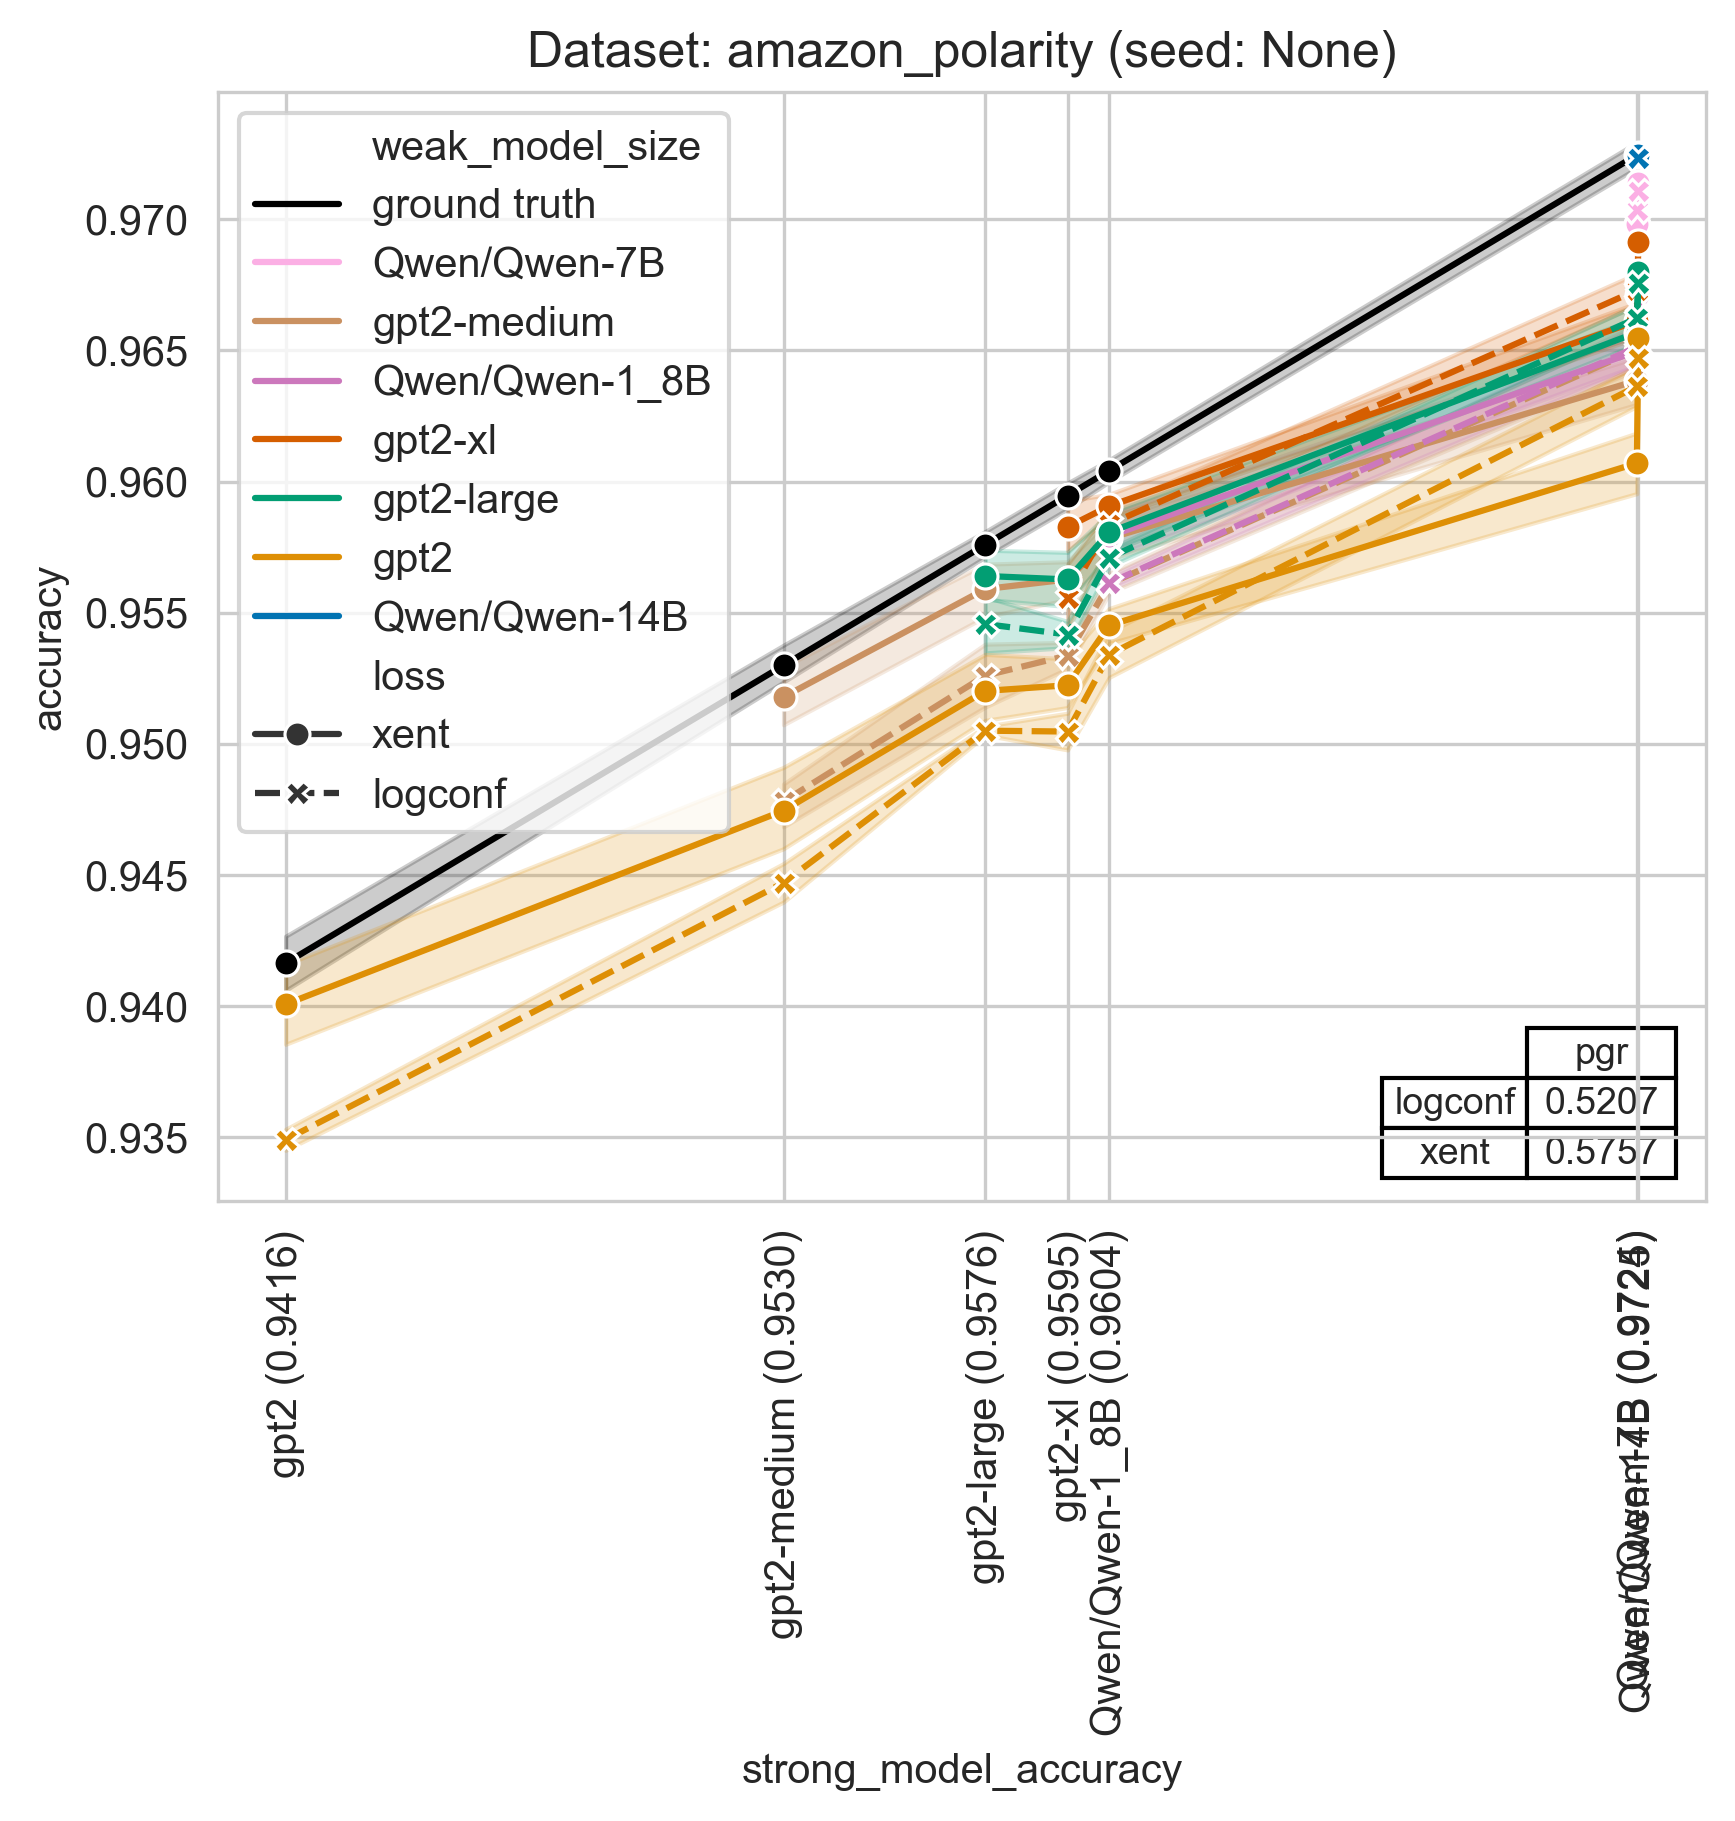 Dataset: amazon_polarity (seed: None)
accuracy
0.970
0.965
0.960
0.955
0.950
0.945
0.940
0.935
weak_model_size
ground truth
Qwen/Qwen-7B
gpt2-medium
Qwen/Qwen-1_8B
gpt2-xl
gpt2-large
gpt2
Qwen/Qwen-14B
loss
xent
logconf
pgr
logconf 0.5207
xent 0.5757
gpt2 (0.9416)
gpt2-medium (0.9530)
gpt2-large (0.9576)
gpt2-xl (0.9595)
Qwen/Qwen-1_8B (0.9604)
strong_model_accuracy